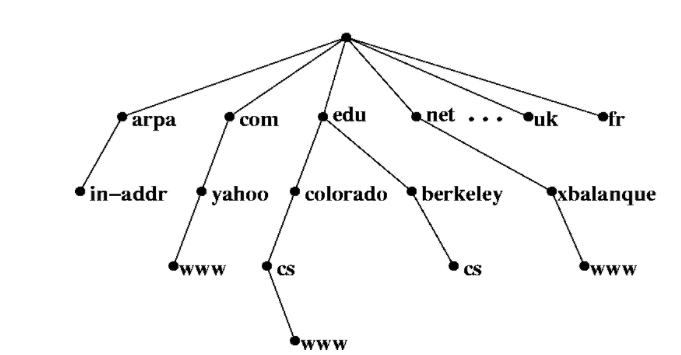 arpa com edu net . . . uk fr
in-addr yahoo colorado berkeley xbalanque
www cs cs www
www